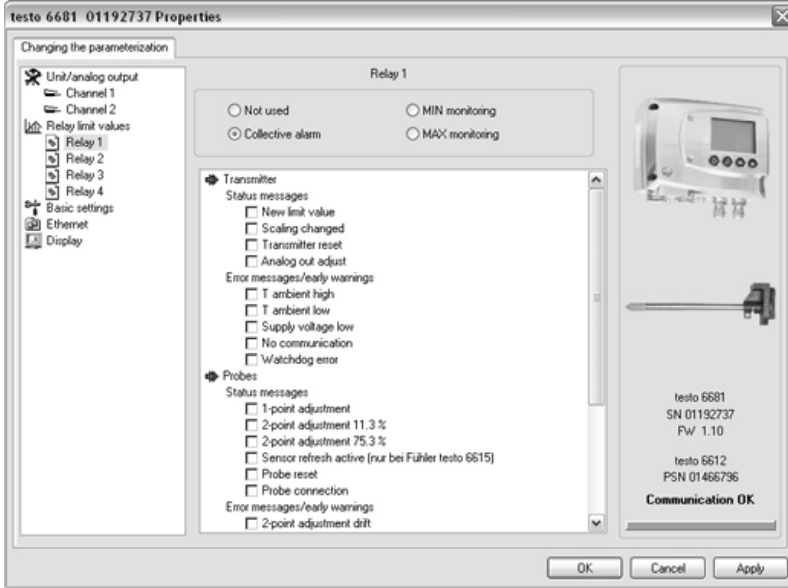 testo 6681 01192737 Properties
Changing the parameterization
Unit/analog output
Channel 1
Channel 2
Relay limit values
Relay 1
Relay 2
Relay 3
Relay 4
Basic settings
Ethernet
Display
Relay 1
Not used
MIN monitoring
Collective alarm
MAX monitoring
Transmitter
Status messages
New limit value
Scaling changed
Transmitter reset
Analog out adjust
Error messages/early warnings
T ambient high
T ambient low
Supply voltage low
No communication
Watchdog error
Probes
Status messages
1-point adjustment
2-point adjustment 11.3 %
2-point adjustment 75.3 %
Sensor refresh active (nur bei Fühler testo 6615)
Probe reset
Probe connection
Error messages/early warnings
2-point adjustment drift
testo 6681
SN 01192737
FW 1.10
testo 6612
PSN 01466796
Communication OK
OK
Cancel
Apply